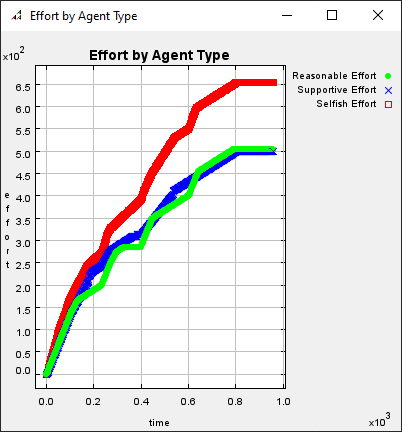 Effort by Agent Type
x10²
Effort by Agent Type
Reasonable Effort
Supportive Effort
Selfish Effort
6.5
6.0
5.5
5.0
4.5
4.0
3.5
3.0
2.5
2.0
1.5
1.0
0.5
0.0
effort
0.0 0.2 0.4 0.6 0.8 1.0
time
x10³